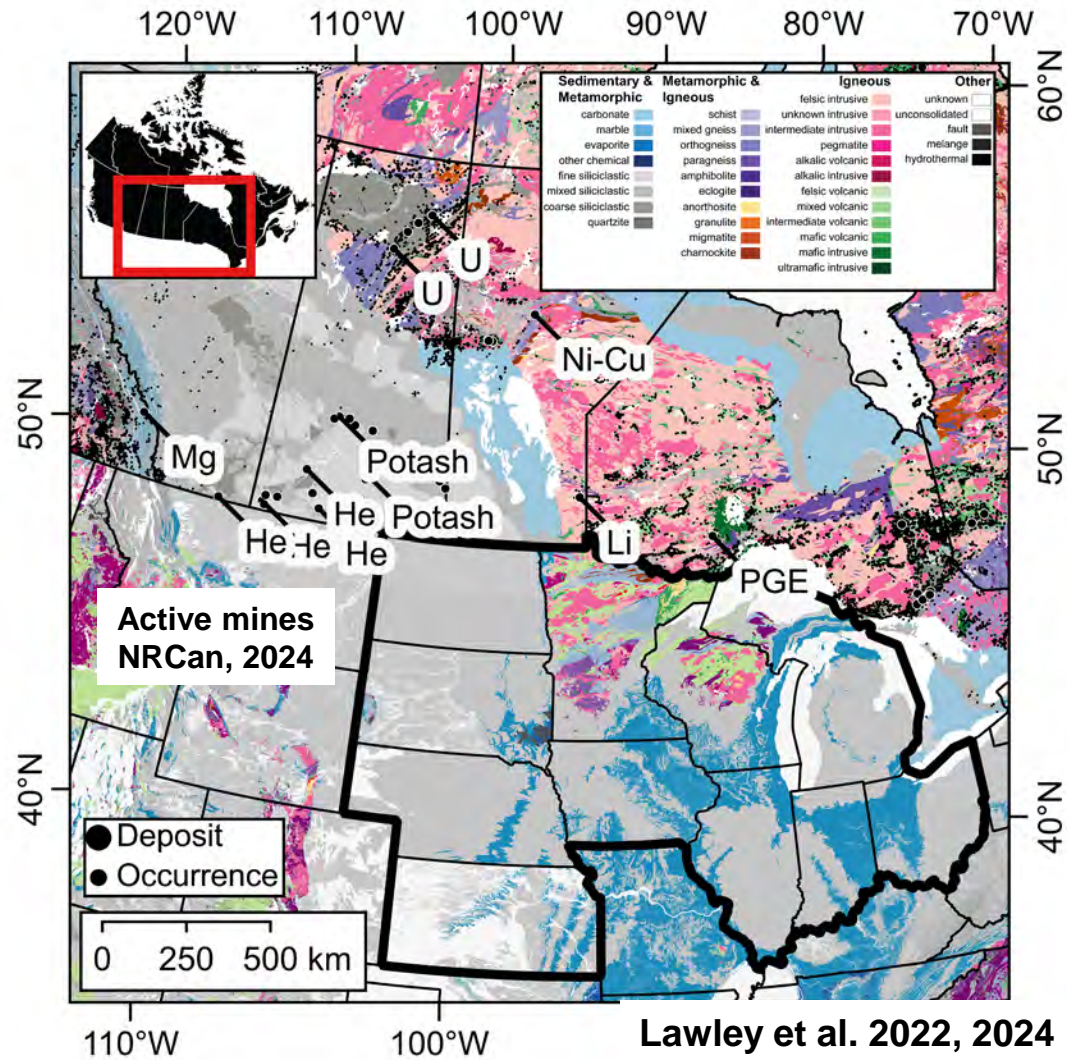 120°W 110°W 100°W 90°W 80°W 70°W
60°N
50°N
40°N
50°N
40°N
Sedimentary & Metamorphic
carbonate
marble
evaporite
other chemical
fine siliciclastic
mixed siliciclastic
coarse siliciclastic
quartzite
Metamorphic & Igneous
schist
mixed gneiss
orthogneiss
paragneiss
amphibolite
eclogite
anorthosite
granulite
migmatite
charnockite
Igneous
felsic intrusive
unknown intrusive
intermediate intrusive
pegmatite
alkalic volcanic
alkalic intrusive
felsic volcanic
mixed volcanic
intermediate volcanic
mafic volcanic
mafic intrusive
ultramafic intrusive
Other
unknown
unconsolidated
fault
melange
hydrothermal
U
U
Ni-Cu
Mg
Potash
He
Potash
He
He
He
Li
PGE
Active mines
NRCan, 2024
Deposit
Occurrence
0 250 500 km
110°W 100°W
Lawley et al. 2022, 2024